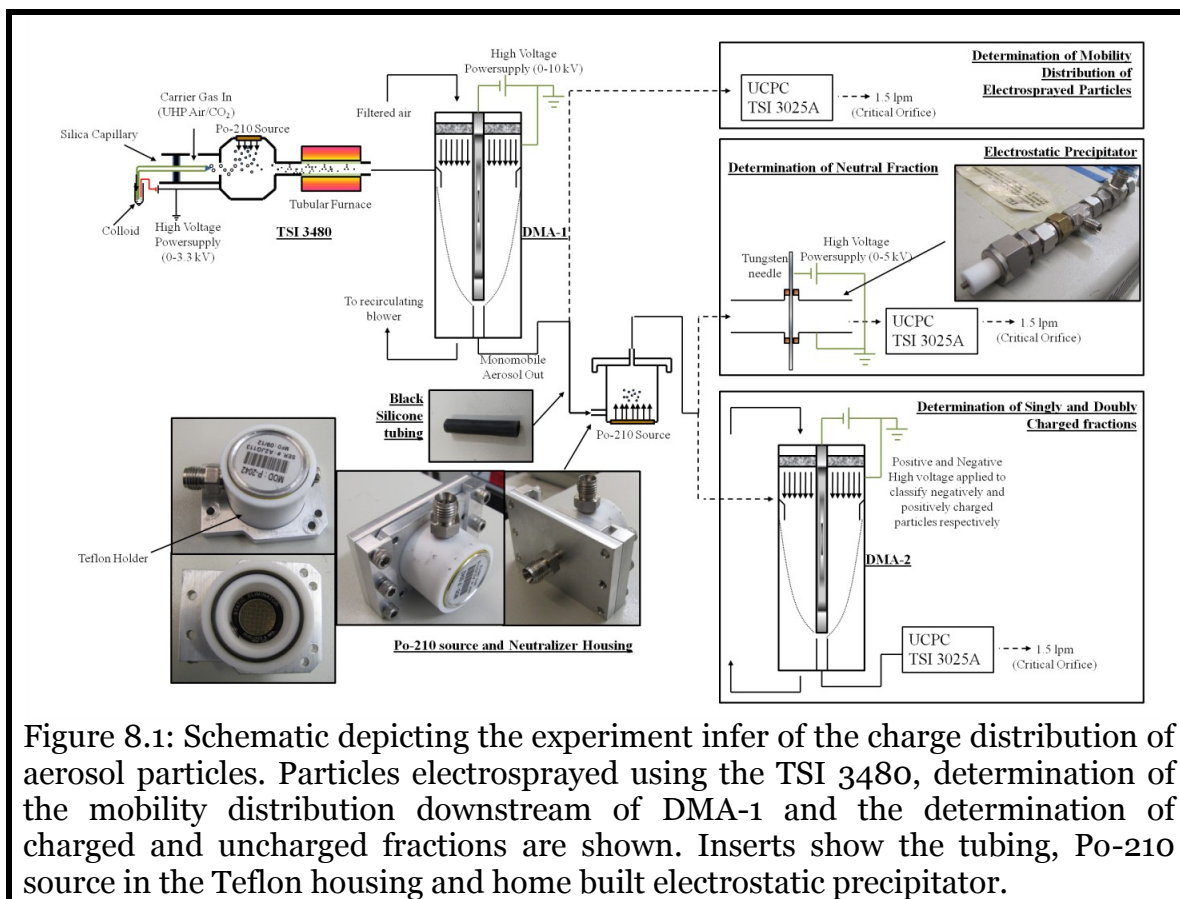 High Voltage
Powersupply (0-10 kV)
Filtered air
Carrier Gas In
(UHP Air/CO₂)
Po-210 Source
Silica Capillary
Colloid
High Voltage
Powersupply
(0-3.3 kV)
TSI 3480
Tubular Furnace
DMA-1
To recirculating
blower
Monomobile
Aerosol Out
Black
Silicone
tubing
Po-210 Source
MOD : P-2042
SER. # A2JG113
MFD: 09/12
Teflon Holder
Po-210 source and Neutralizer Housing
Determination of Mobility
Distribution of
Electrosprayed Particles
UCPC
TSI 3025A
1.5 lpm
(Critical Orifice)
Electrostatic Precipitator
Determination of Neutral Fraction
High Voltage
Powersupply (0-5 kV)
Tungsten
needle
UCPC
TSI 3025A
1.5 lpm
(Critical Orifice)
Determination of Singly and Doubly
Charged fractions
Positive and Negative
High voltage applied to
classify negatively and
positively charged
particles respectively
DMA-2
UCPC
TSI 3025A
1.5 lpm
(Critical Orifice)
Figure 8.1: Schematic depicting the experiment infer of the charge distribution of
aerosol particles. Particles electrosprayed using the TSI 3480, determination of
the mobility distribution downstream of DMA-1 and the determination of
charged and uncharged fractions are shown. Inserts show the tubing, Po-210
source in the Teflon housing and home built electrostatic precipitator.